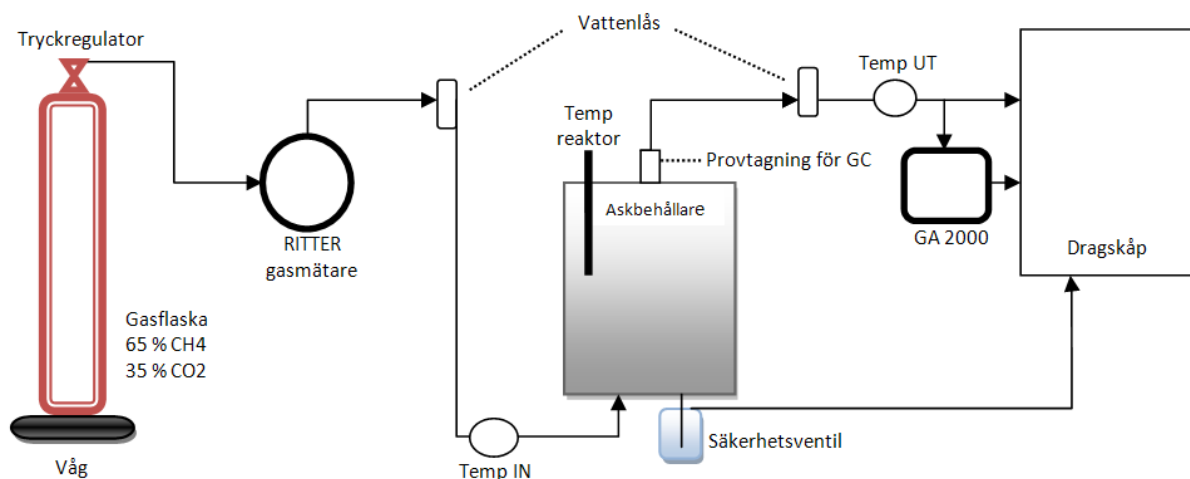 Tryckregulator
Vattenlås
Temp UT
Temp
reaktor
Provtagning för GC
Askbehållare
RITTER
gasmätare
GA 2000
Dragskåp
Gasflaska
65 % CH4
35 % CO2
Säkerhetsventil
Våg
Temp IN